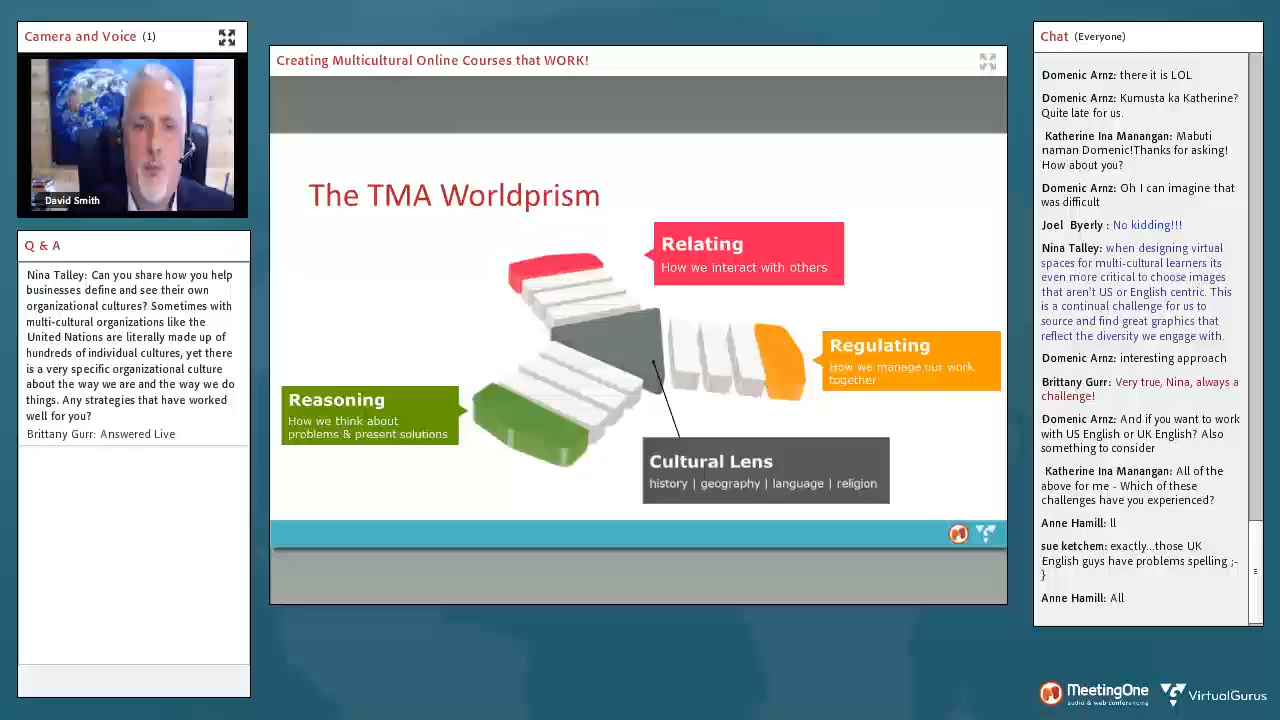 Camera and Voice (1)
David Smith
Q & A
Nina Talley: Can you share how you help
businesses define and see their own
organizational cultures? Sometimes with
multi-cultural organizations like the
United Nations are literally made up of
hundreds of individual cultures, yet there
is a very specific organizational culture
about the way we are and the way we do
things. Any strategies that have worked
well for you?
Brittany Gurr: Answered Live
Creating Multicultural Online Courses that WORK!
The TMA Worldprism
Relating
How we interact with others
Regulating
How we manage our work
together
Reasoning
How we think about
problems & present solutions
Cultural Lens
history | geography | language | religion
Chat (Everyone)
Domenic Arnz: there it is LOL
Domenic Arnz: Kumusta ka Katherine?
Quite late for us.
Katherine Ina Manangan: Mabuti
naman Domenic!Thanks for asking!
How about you?
Domenic Arnz: Oh I can imagine that
was difficult
Joel Byerly: No kidding!!!
Nina Talley: when designing virtual
spaces for multi-cultural learners its
even more critical to choose images
that aren't US or English centric. This
is a continual challenge for us to
source and find great graphics that
reflect the diversity we engage with.
Domenic Arnz: interesting approach
Brittany Gurr: Very true, Nina, always a
challenge!
Domenic Arnz: And if you want to work
with US English or UK English? Also
something to consider
Katherine Ina Manangan: All of the
above for me - Which of these
challenges have you experienced?
Anne Hamill: ll
sue ketchem: exactly...those UK
English guys have problems spelling ;-
}
Anne Hamill: All
MeetingOne
audio & web conferencing
VirtualGurus